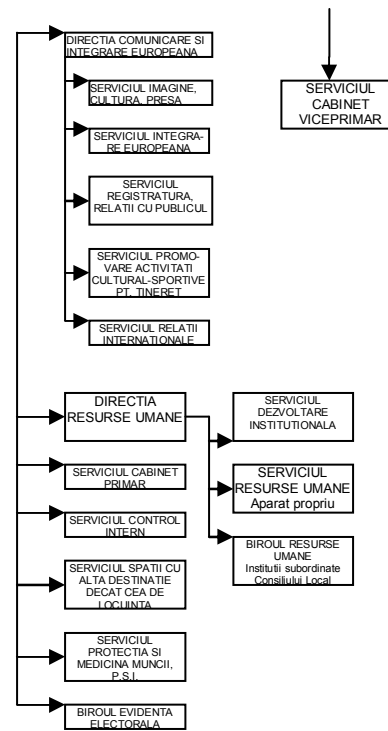 DIRECTIA COMUNICARE SI
INTEGRARE EUROPEANA
SERVICIUL IMAGINE,
CULTURA, PRESA
SERVICIUL INTEGRA-
RE EUROPEANA
SERVICIUL
REGISTRATURA,
RELATII CU PUBLICUL
SERVICIUL PROMO-
VARE ACTIVITATI
CULTURAL-SPORTIVE
PT. TINERET
SERVICIUL RELATII
INTERNATIONALE
SERVICIUL
CABINET
VICEPRIMAR
DIRECTIA
RESURSE UMANE
SERVICIUL
DEZVOLTARE
INSTITUTIONALA
SERVICIUL
RESURSE UMANE
Aparat propriu
BIROUL RESURSE
UMANE
Institutii subordinate
Consiliului Local
SERVICIUL CABINET
PRIMAR
SERVICIUL CONTROL
INTERN
SERVICIUL SPATII CU
ALTA DESTINATIE
DECAT CEA DE
LOCUINTA
SERVICIUL
PROTECTIA SI
MEDICINA MUNCII,
P.S.I.
BIROUL EVIDENTA
ELECTORALA